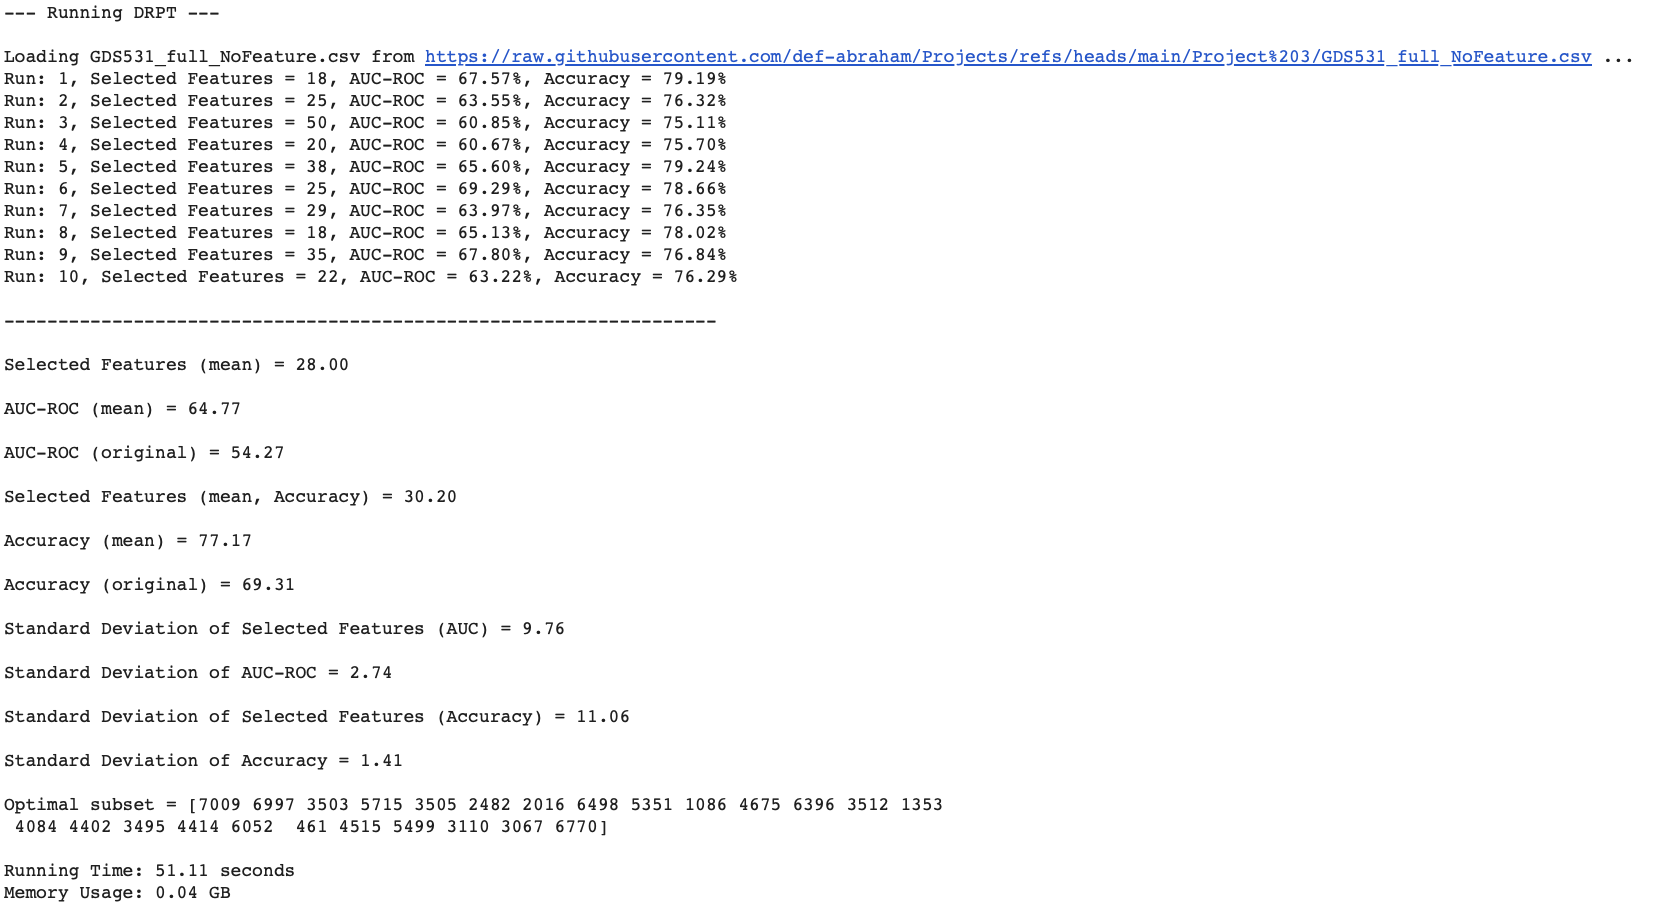 --- Running DRPT ---
Loading GDS531_full_NoFeature.csv from https://raw.githubusercontent.com/def-abraham/Projects/refs/heads/main/Project%203/GDS531_full_NoFeature.csv ...
Run: 1, Selected Features = 18, AUC-ROC = 67.57%, Accuracy = 79.19%
Run: 2, Selected Features = 25, AUC-ROC = 63.55%, Accuracy = 76.32%
Run: 3, Selected Features = 50, AUC-ROC = 60.85%, Accuracy = 75.11%
Run: 4, Selected Features = 20, AUC-ROC = 60.67%, Accuracy = 75.70%
Run: 5, Selected Features = 38, AUC-ROC = 65.60%, Accuracy = 79.24%
Run: 6, Selected Features = 25, AUC-ROC = 69.29%, Accuracy = 78.66%
Run: 7, Selected Features = 29, AUC-ROC = 63.97%, Accuracy = 76.35%
Run: 8, Selected Features = 18, AUC-ROC = 65.13%, Accuracy = 78.02%
Run: 9, Selected Features = 35, AUC-ROC = 67.80%, Accuracy = 76.84%
Run: 10, Selected Features = 22, AUC-ROC = 63.22%, Accuracy = 76.29%
------------------------------------------------------------------
Selected Features (mean) = 28.00
AUC-ROC (mean) = 64.77
AUC-ROC (original) = 54.27
Selected Features (mean, Accuracy) = 30.20
Accuracy (mean) = 77.17
Accuracy (original) = 69.31
Standard Deviation of Selected Features (AUC) = 9.76
Standard Deviation of AUC-ROC = 2.74
Standard Deviation of Selected Features (Accuracy) = 11.06
Standard Deviation of Accuracy = 1.41
Optimal subset = [7009 6997 3503 5715 3505 2482 2016 6498 5351 1086 4675 6396 3512 1353
 4084 4402 3495 4414 6052  461 4515 5499 3110 3067 6770]
Running Time: 51.11 seconds
Memory Usage: 0.04 GB